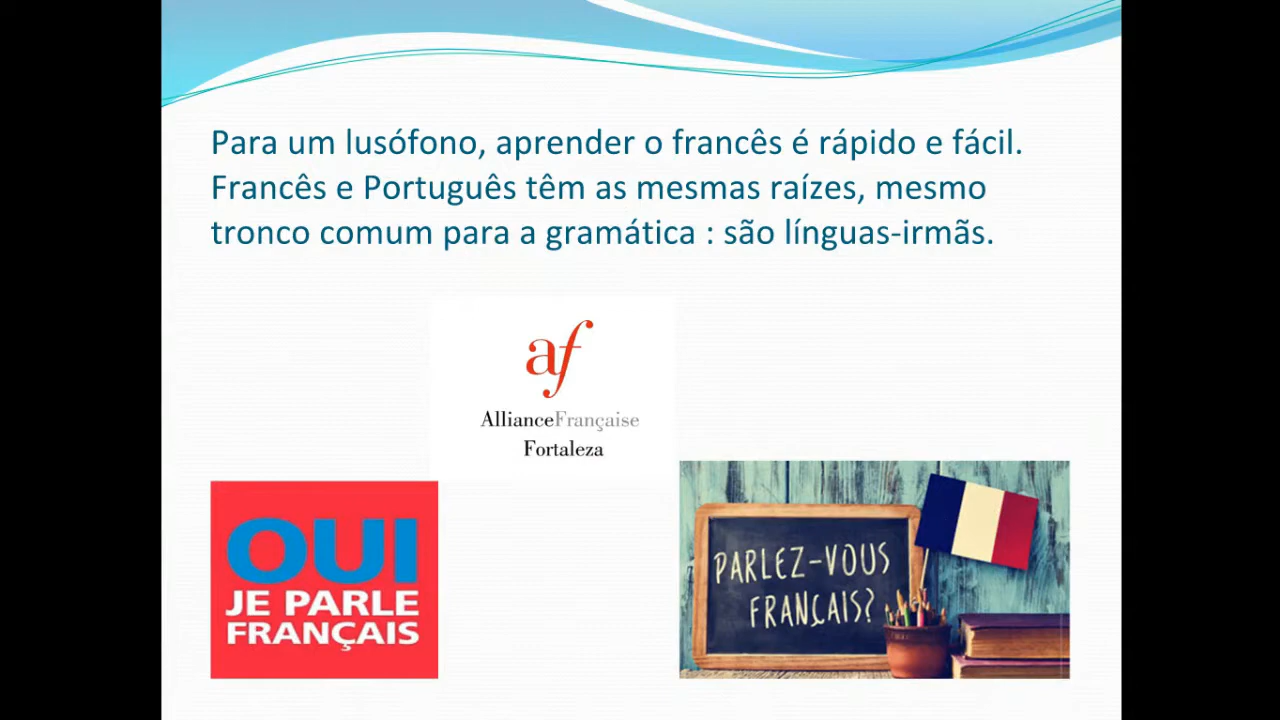 Para um lusófono, aprender o francês é rápido e fácil.
Francês e Português têm as mesmas raízes, mesmo
tronco comum para a gramática : são línguas-irmãs.
af
AllianceFrançaise
Fortaleza
OUI
JE PARLE
FRANÇAIS
PARLEZ-VOUS
FRANÇAIS?